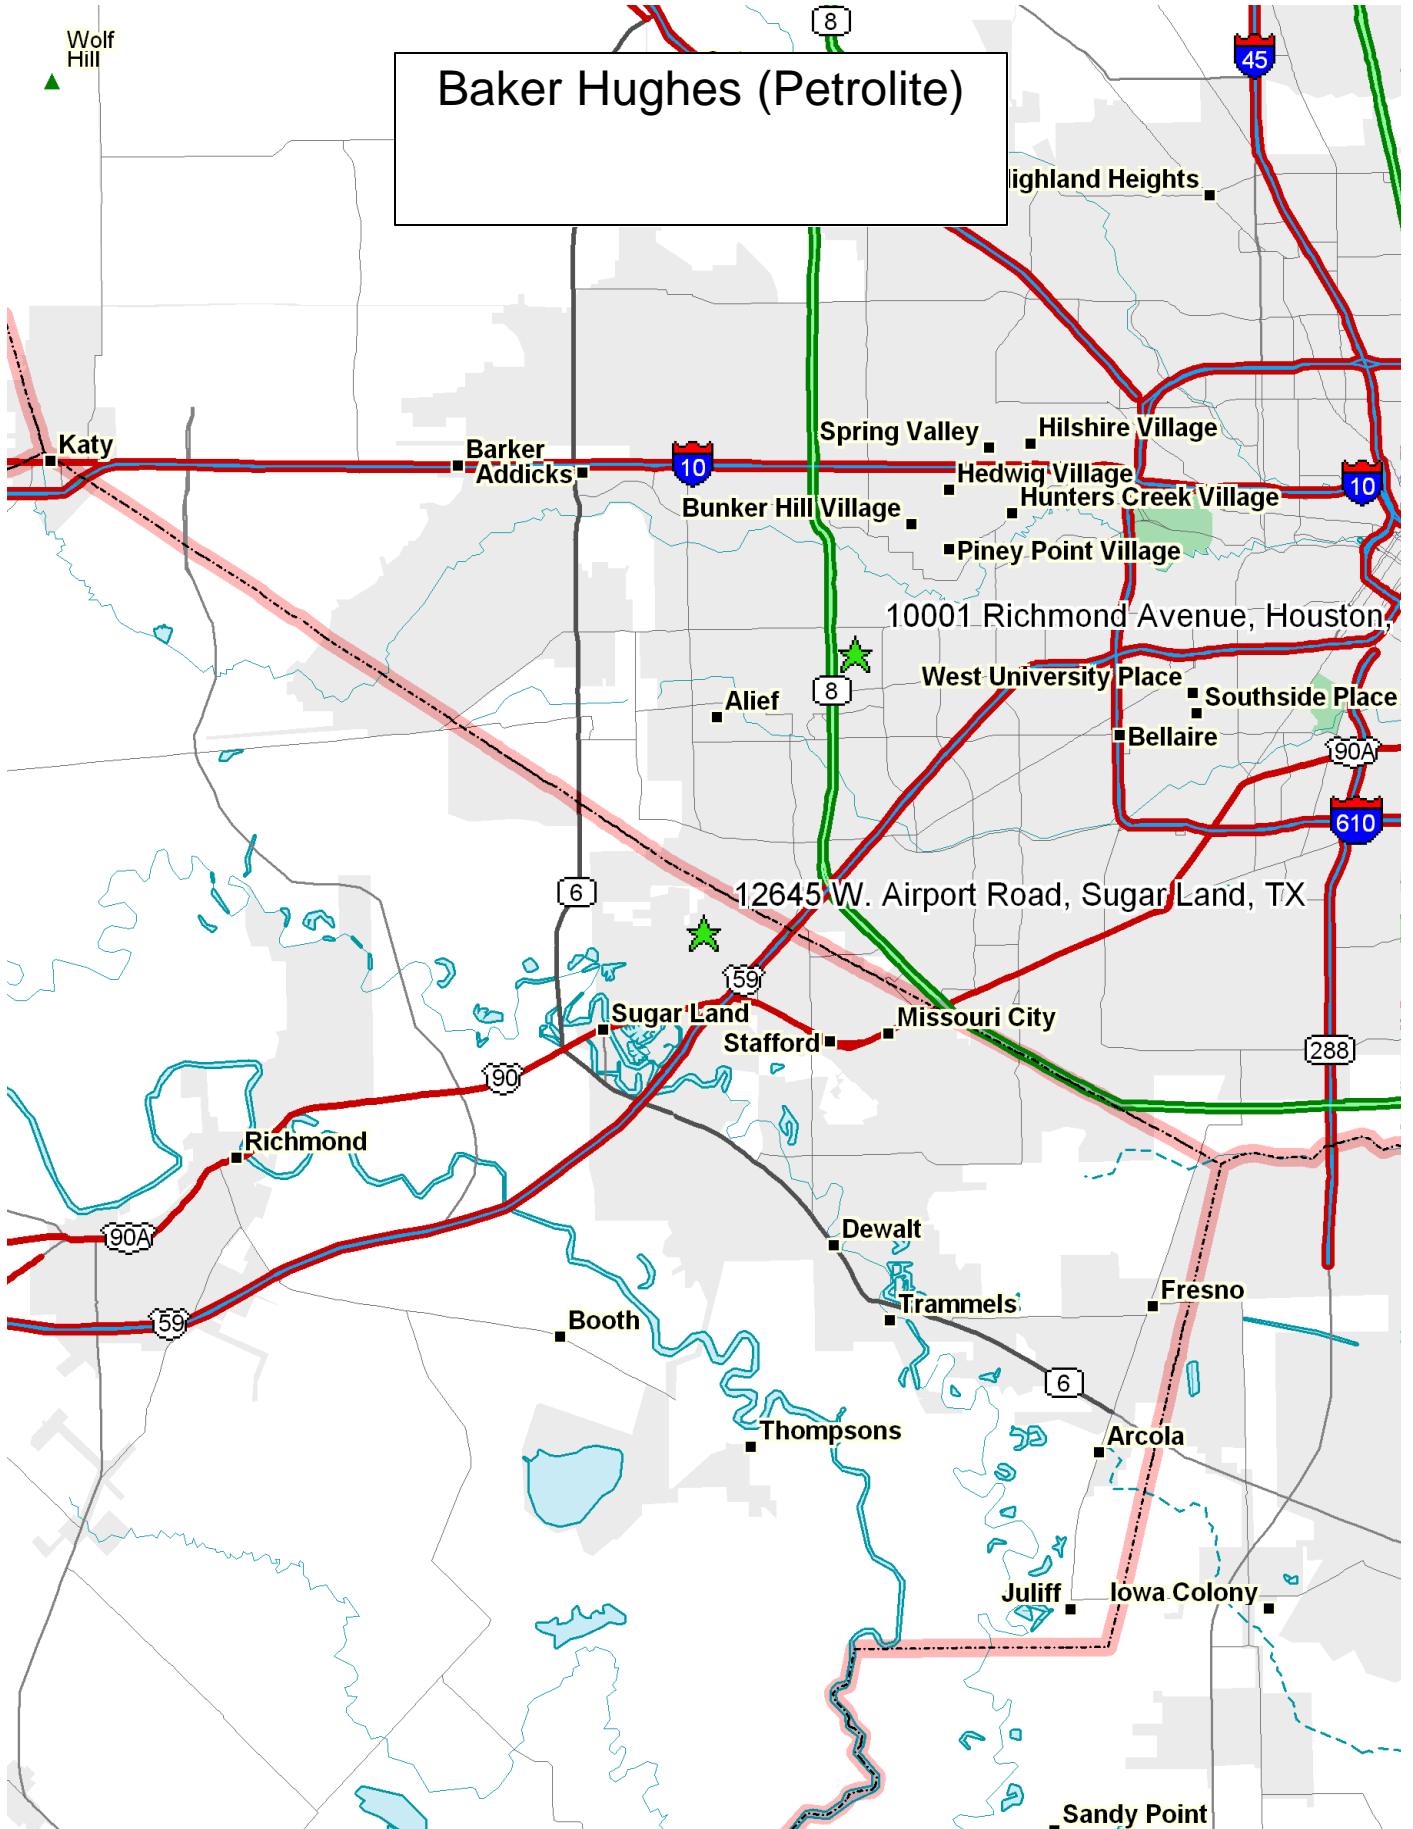 8
45
Wolf
Hill
Baker Hughes (Petrolite)
ighland Heights
Spring Valley
Hilshire Village
Katy
Barker
Addicks
10
Hedwig Village
10
Hunters Creek Village
Bunker Hill Village
Piney Point Village
10001 Richmond Avenue, Houston,
West University Place
8
Alief
Southside Place
Bellaire
90A
610
6
12645 W. Airport Road, Sugar Land, TX
59
Sugar Land
Missouri City
Stafford
288
90
Richmond
90A
Dewalt
Fresno
Trammels
59
Booth
6
Thompsons
Arcola
Juliff
Iowa Colony
Sandy Point